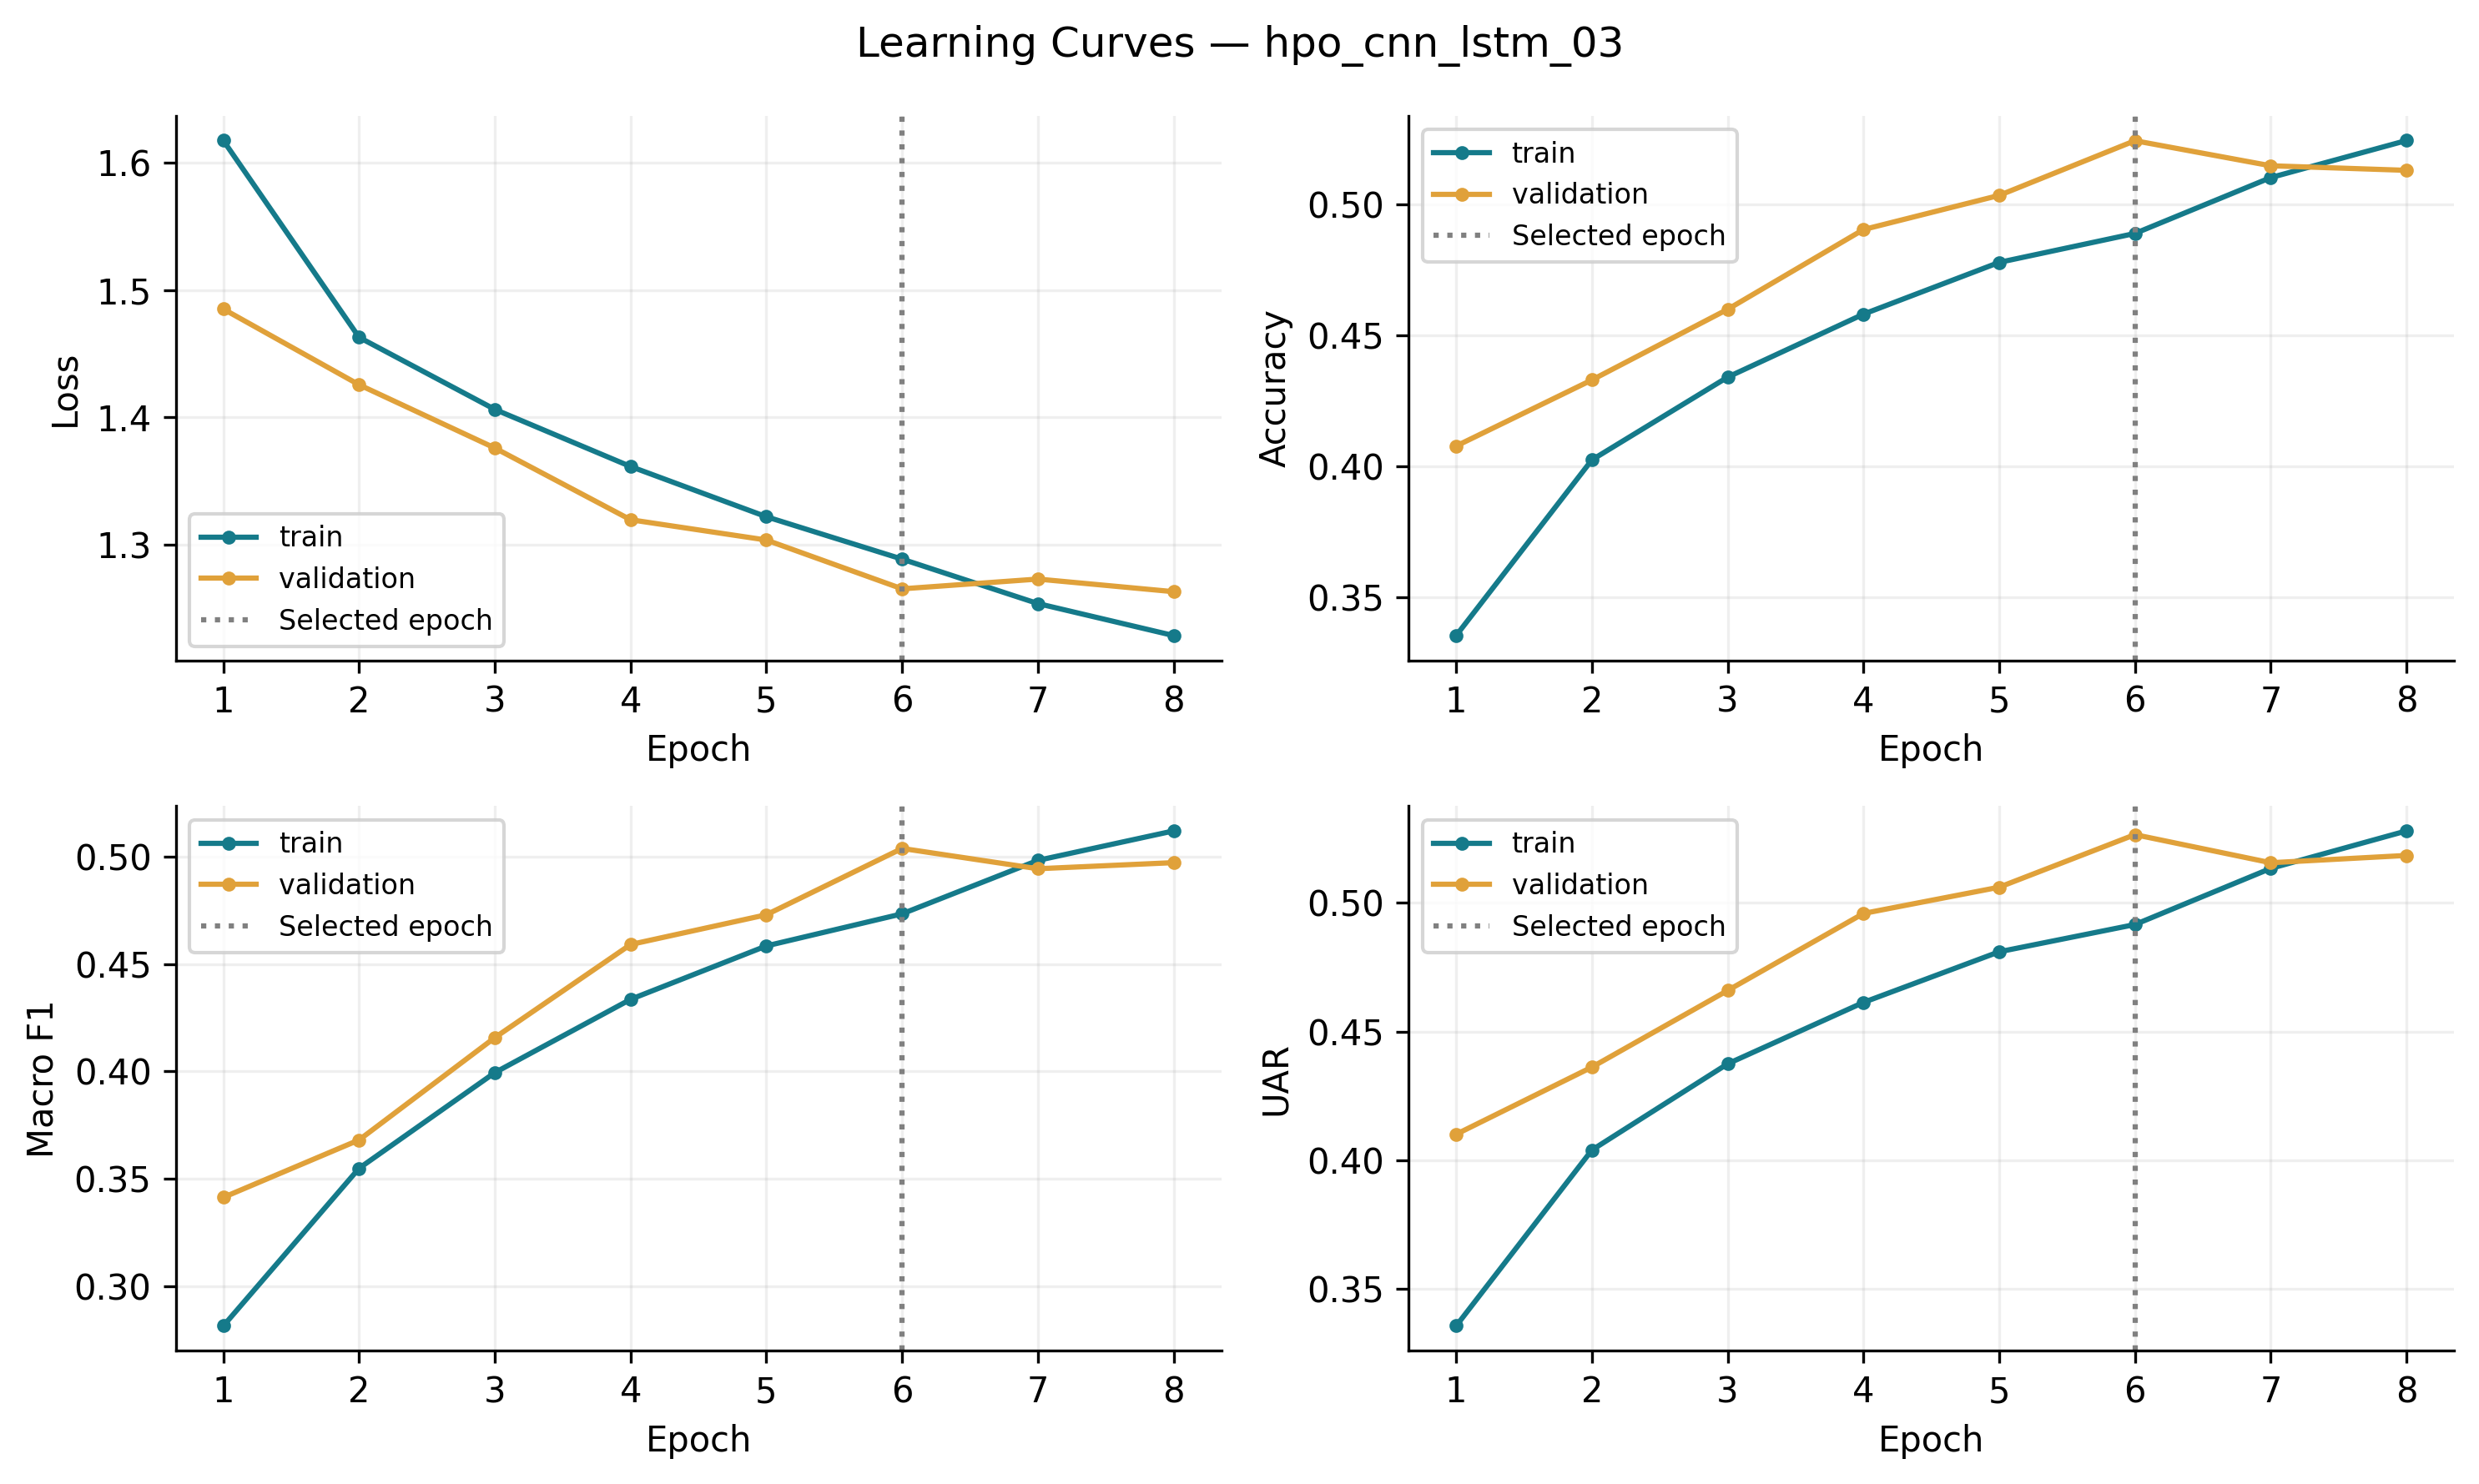 Learning Curves — hpo_cnn_lstm_03
Loss
1.6
1.5
1.4
1.3
train
validation
Selected epoch
1 2 3 4 5 6 7 8
Epoch
Accuracy
0.50
0.45
0.40
0.35
train
validation
Selected epoch
1 2 3 4 5 6 7 8
Epoch
Macro F1
0.50
0.45
0.40
0.35
0.30
train
validation
Selected epoch
1 2 3 4 5 6 7 8
Epoch
UAR
0.50
0.45
0.40
0.35
train
validation
Selected epoch
1 2 3 4 5 6 7 8
Epoch